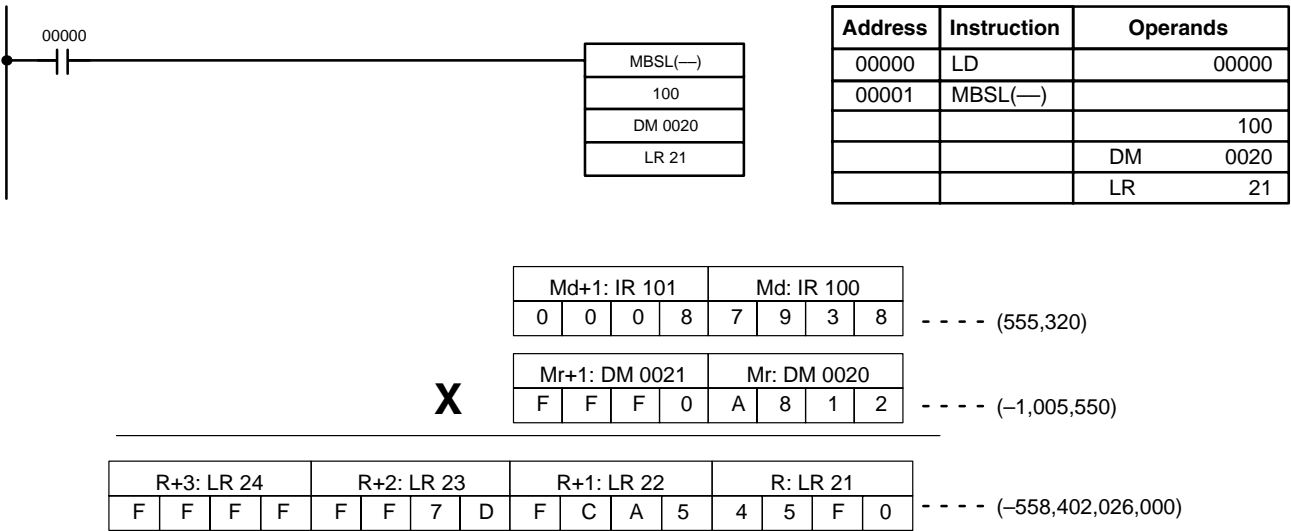 00000
MBSL(––)
100
DM 0020
LR 21
Address Instruction Operands
00000 LD 00000
00001 MBSL(––)
100
DM 0020
LR 21
Md+1: IR 101 Md: IR 100
0 0 0 8 7 9 3 8 - - - - (555,320)
Mr+1: DM 0021 Mr: DM 0020
X F F F 0 A 8 1 2 - - - - (–1,005,550)
R+3: LR 24 R+2: LR 23 R+1: LR 22 R: LR 21
F F F F F F 7 D F C A 5 4 5 F 0 - - - - (–558,402,026,000)